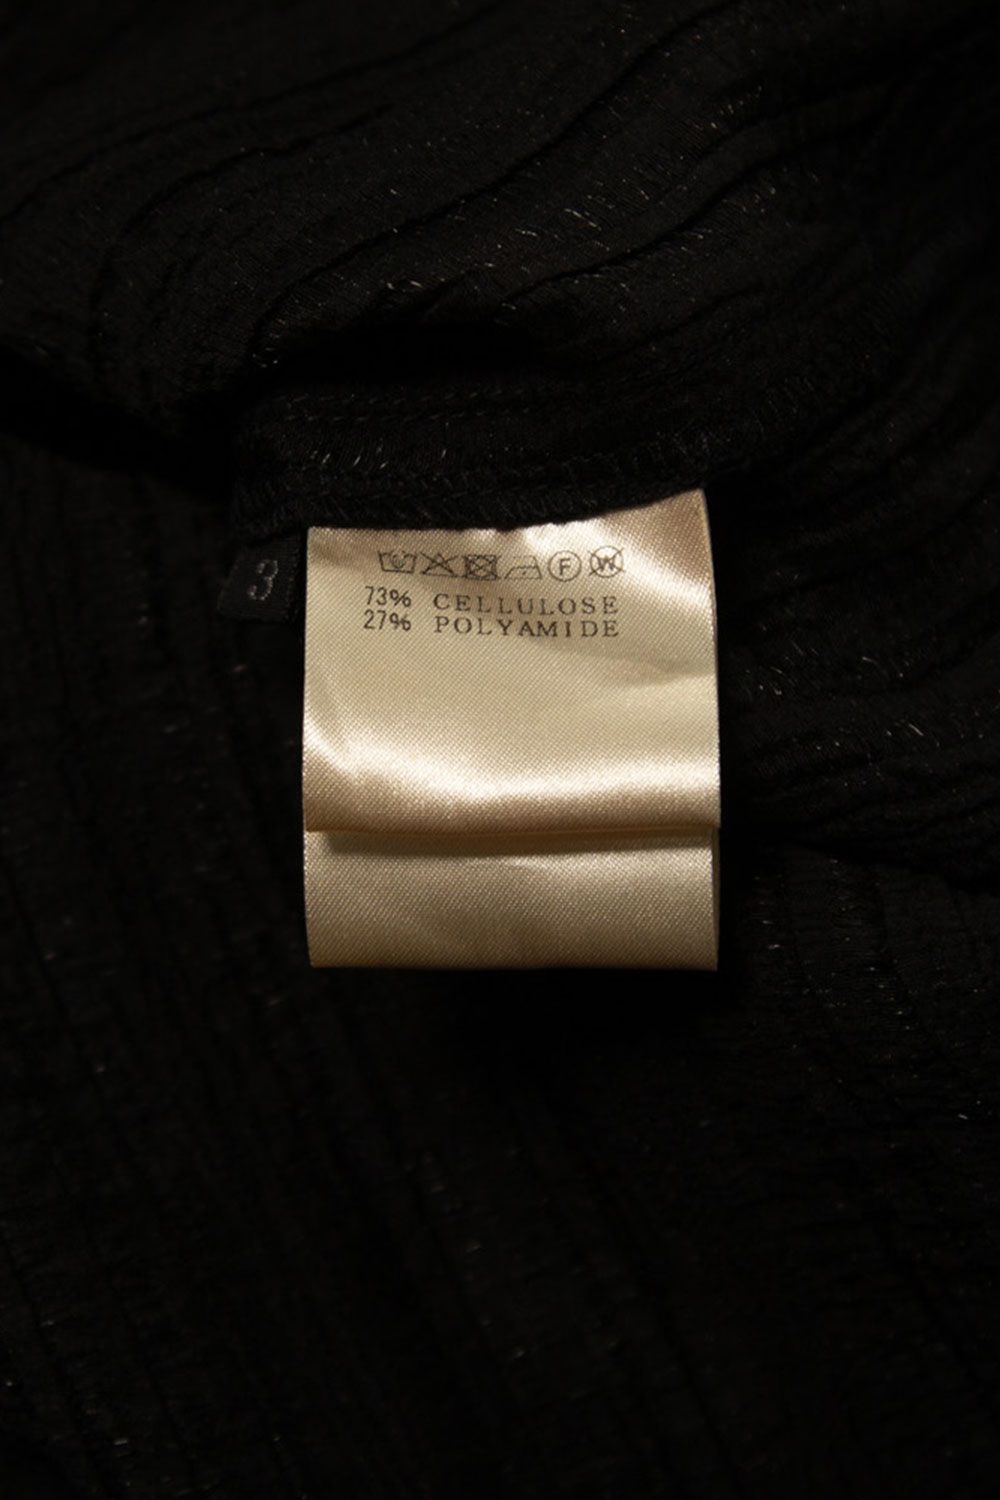 3
F W
73% CELLULOSE
27% POLYAMIDE